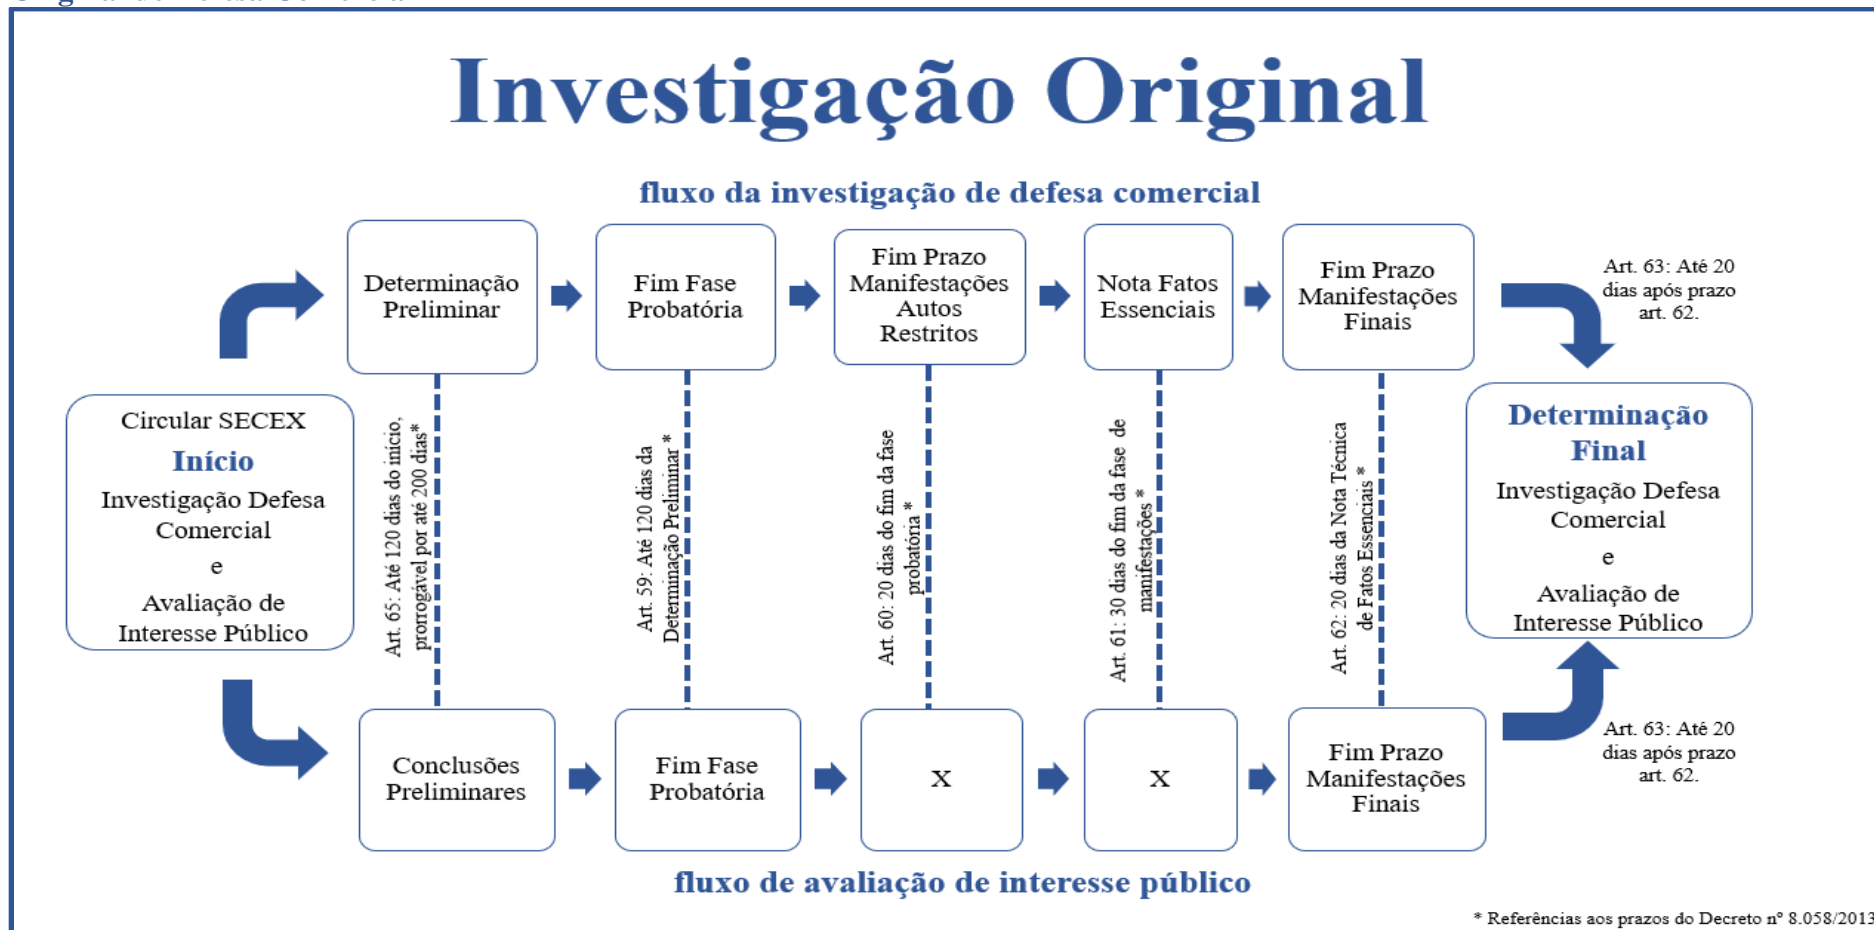 Investigação Original
fluxo da investigação de defesa comercial
Determinação
Preliminar
Fim Fase
Probatória
Fim Prazo
Manifestações
Autos
Restritos
Nota Fatos
Essenciais
Fim Prazo
Manifestações
Finais
Art. 63: Até 20
dias após prazo
art. 62.
Circular SECEX
Início
Investigação Defesa
Comercial
e
Avaliação de
Interesse Público
Art. 65: Até 120 dias do início,
prorrogável por até 200 dias*
Art. 59: Até 120 dias da
Determinação Preliminar *
Art. 60: 20 dias do fim da fase
probatória *
Art. 61: 30 dias do fim da fase de
manifestações *
Art. 62: 20 dias da Nota Técnica
de Fatos Essenciais *
Determinação
Final
Investigação Defesa
Comercial
e
Avaliação de
Interesse Público
Conclusões
Preliminares
Fim Fase
Probatória
X
X
Fim Prazo
Manifestações
Finais
Art. 63: Até 20
dias após prazo
art. 62.
fluxo de avaliação de interesse público
* Referências aos prazos do Decreto nº 8.058/2013